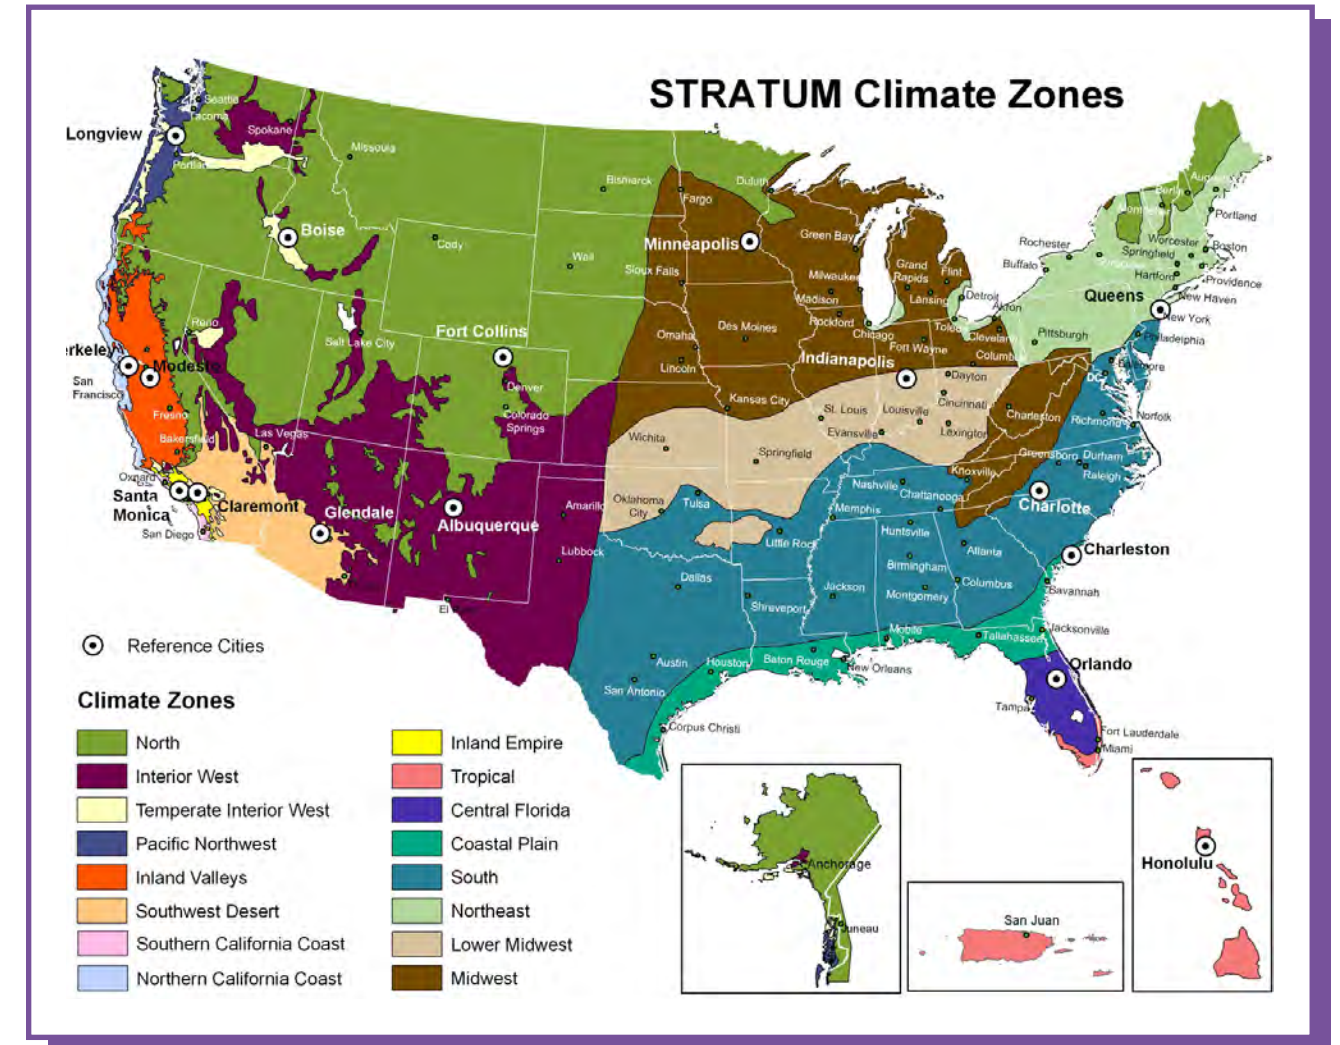 STRATUM Climate Zones
Seattle
Tacoma
Longview
Spokane
Missoula
Portland
Boise
Cody
Bismarck
Fargo
Duluth
Wall
Sioux Falls
Minneapolis
Green Bay
Milwaukee
Madison
Grand
Rapids
Flint
Lansing
Detroit
Akron
Rockford
Chicago
Toledo
Cleveland
Fort Wayne
Columbus
Indianapolis
Dayton
Cincinnati
Omaha
Des Moines
Lincoln
Kansas City
St. Louis
Louisville
Evansville
Lexington
Charleston
Rochester
Buffalo
Augusta
Portland
Worcester
Boston
Springfield
Hartford
Providence
New Haven
Queens
New York
Pittsburgh
Philadelphia
Baltimore
DC
Richmond
Norfolk
Greensboro
Durham
Raleigh
Knoxville
Charlotte
Charleston
Reno
Salt Lake City
Fort Collins
Denver
Colorado
Springs
erkeley
Modesto
San
Francisco
Fresno
Bakersfield
Las Vegas
Oxnard
Santa
Monica
Claremont
San Diego
Glendale
Albuquerque
El
Amarillo
Lubbock
Wichita
Springfield
Oklahoma
City
Tulsa
Little Rock
Nashville
Chattanooga
Memphis
Huntsville
Atlanta
Birmingham
Columbus
Montgomery
Jackson
Dallas
Shreveport
Austin
San Antonio
Houston
Baton Rouge
New Orleans
Mobile
Tallahassee
Savannah
Jacksonville
Corpus Christi
Orlando
Tampa
Fort Lauderdale
Miami
Reference Cities
Climate Zones
North
Interior West
Temperate Interior West
Pacific Northwest
Inland Valleys
Southwest Desert
Southern California Coast
Northern California Coast
Inland Empire
Tropical
Central Florida
Coastal Plain
South
Northeast
Lower Midwest
Midwest
Anchorage
Juneau
San Juan
Honolulu